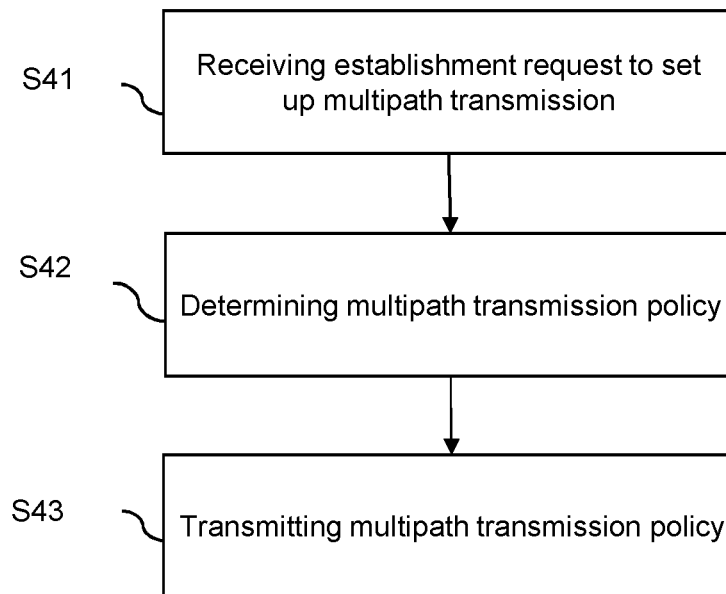 S41
Receiving establishment request to set
up multipath transmission
S42
Determining multipath transmission policy
S43
Transmitting multipath transmission policy